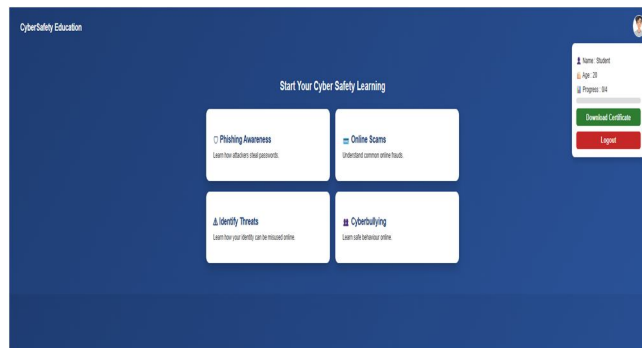 CyberSafety Education
Name : Student
Age : 20
Progress : 0/4
Download Certificate
Logout
Start Your Cyber Safety Learning
Phishing Awareness
Learn how attackers steal passwords.
Online Scams
Understand common online frauds.
Identify Threats
Learn how your identity can be misused online.
Cyberbullying
Learn safe behaviour online.